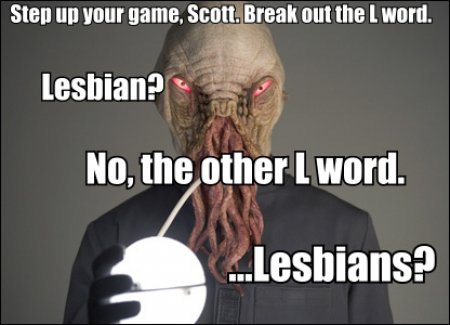 Step up your game, Scott. Break out the L word.
Lesbian?
No, the other L word.
...Lesbians?